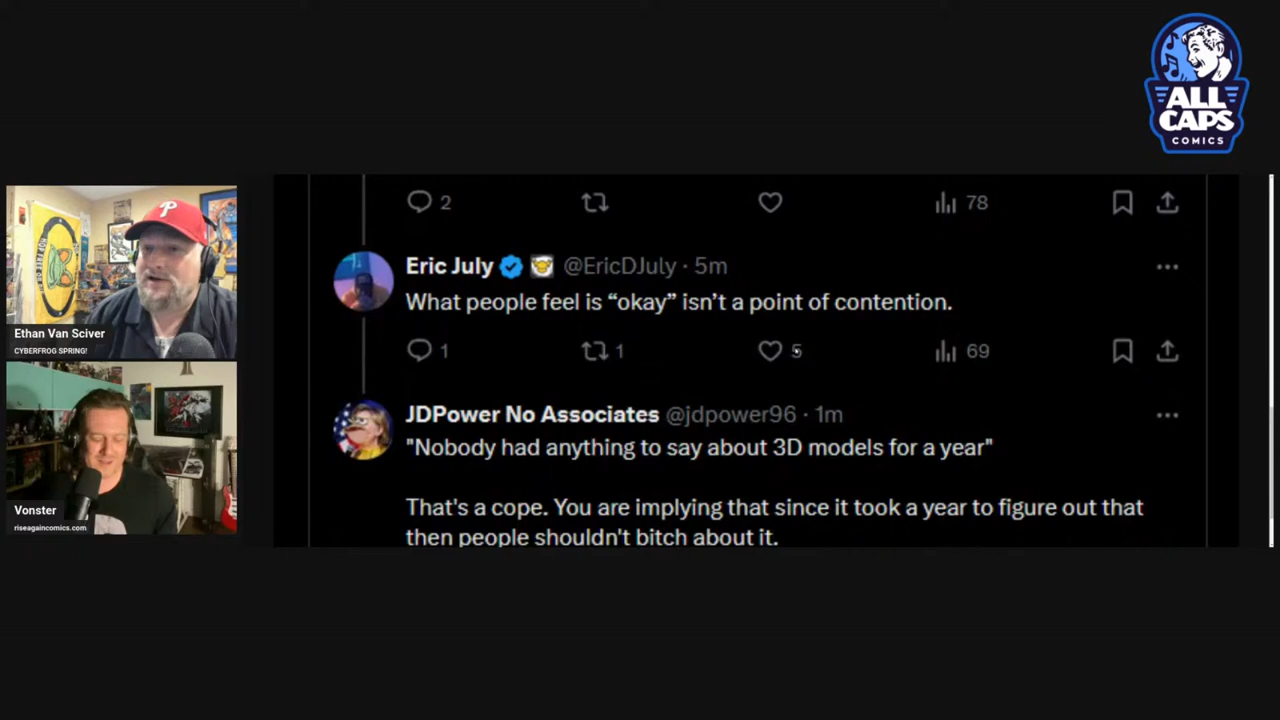 ALL
CAPS
COMICS
2
78
Eric July @EricDJuly · 5m
What people feel is “okay” isn’t a point of contention.
1
1
5
69
JDPower No Associates @jdpower96 · 1m
"Nobody had anything to say about 3D models for a year"
That's a cope. You are implying that since it took a year to figure out that
then people shouldn't bitch about it.
P
Ethan Van Sciver
CYBERFROG SPRING!
Vonster
riseagaincomics.com